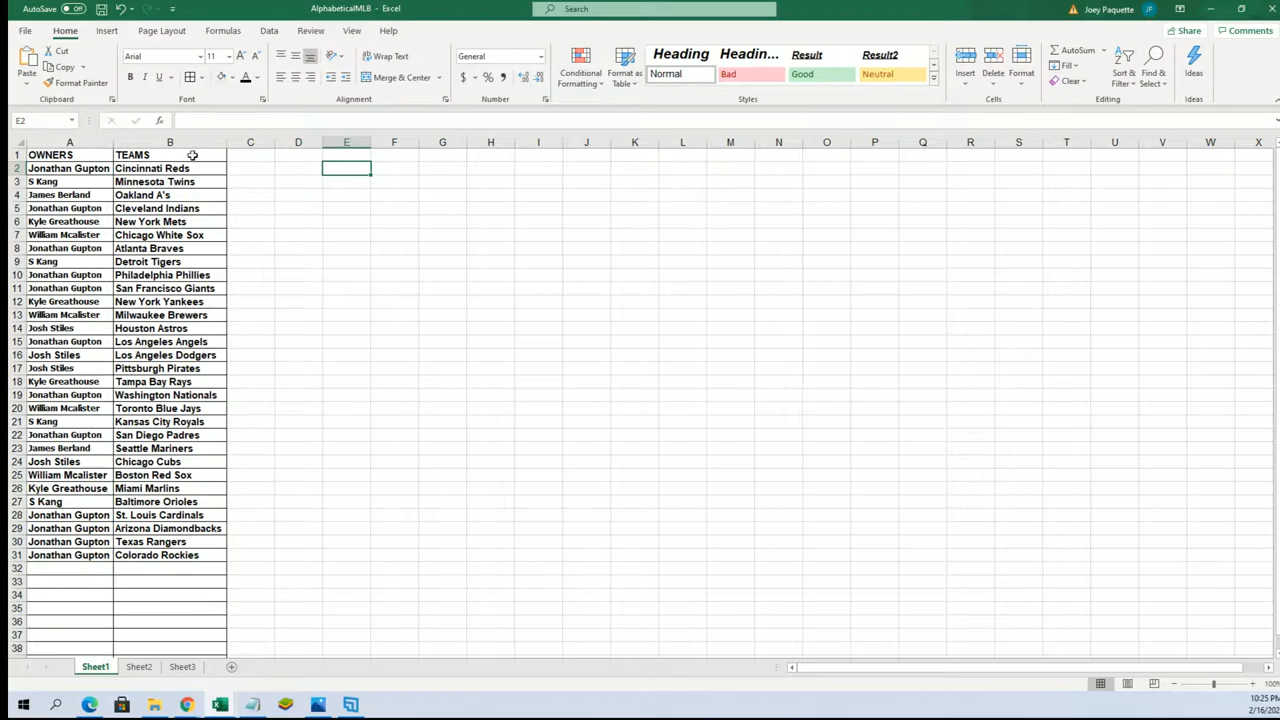 AutoSave Off AlphabeticalMLB - Excel Search Joey Paquette JP
File Home Insert Page Layout Formulas Data Review View Help Share Comments
Cut
Copy
Format Painter
Paste
Arial 11
B I U
Wrap Text
Merge & Center
General
$ % ,
Conditional Formatting
Format as Table
Heading Headin... Result Result2
Normal Bad Good Neutral
Insert Delete Format
AutoSum
Fill
Clear
Sort & Filter
Find & Select
Ideas
Clipboard Font Alignment Number Styles Cells Editing Ideas
E2
A B C D E F G H I J K L M N O P Q R S T U V W X
1 OWNERS TEAMS
2 Jonathan Gupton Cincinnati Reds
3 S Kang Minnesota Twins
4 James Berland Oakland A's
5 Jonathan Gupton Cleveland Indians
6 Kyle Greathouse New York Mets
7 William Mcalister Chicago White Sox
8 Jonathan Gupton Atlanta Braves
9 S Kang Detroit Tigers
10 Jonathan Gupton Philadelphia Phillies
11 Jonathan Gupton San Francisco Giants
12 Kyle Greathouse New York Yankees
13 William Mcalister Milwaukee Brewers
14 Josh Stiles Houston Astros
15 Jonathan Gupton Los Angeles Angels
16 Josh Stiles Los Angeles Dodgers
17 Josh Stiles Pittsburgh Pirates
18 Kyle Greathouse Tampa Bay Rays
19 Jonathan Gupton Washington Nationals
20 William Mcalister Toronto Blue Jays
21 S Kang Kansas City Royals
22 Jonathan Gupton San Diego Padres
23 James Berland Seattle Mariners
24 Josh Stiles Chicago Cubs
25 William Mcalister Boston Red Sox
26 Kyle Greathouse Miami Marlins
27 S Kang Baltimore Orioles
28 Jonathan Gupton St. Louis Cardinals
29 Jonathan Gupton Arizona Diamondbacks
30 Jonathan Gupton Texas Rangers
31 Jonathan Gupton Colorado Rockies
32
33
34
35
36
37
38
Sheet1 Sheet2 Sheet3
100%
10:25 PM
2/16/202